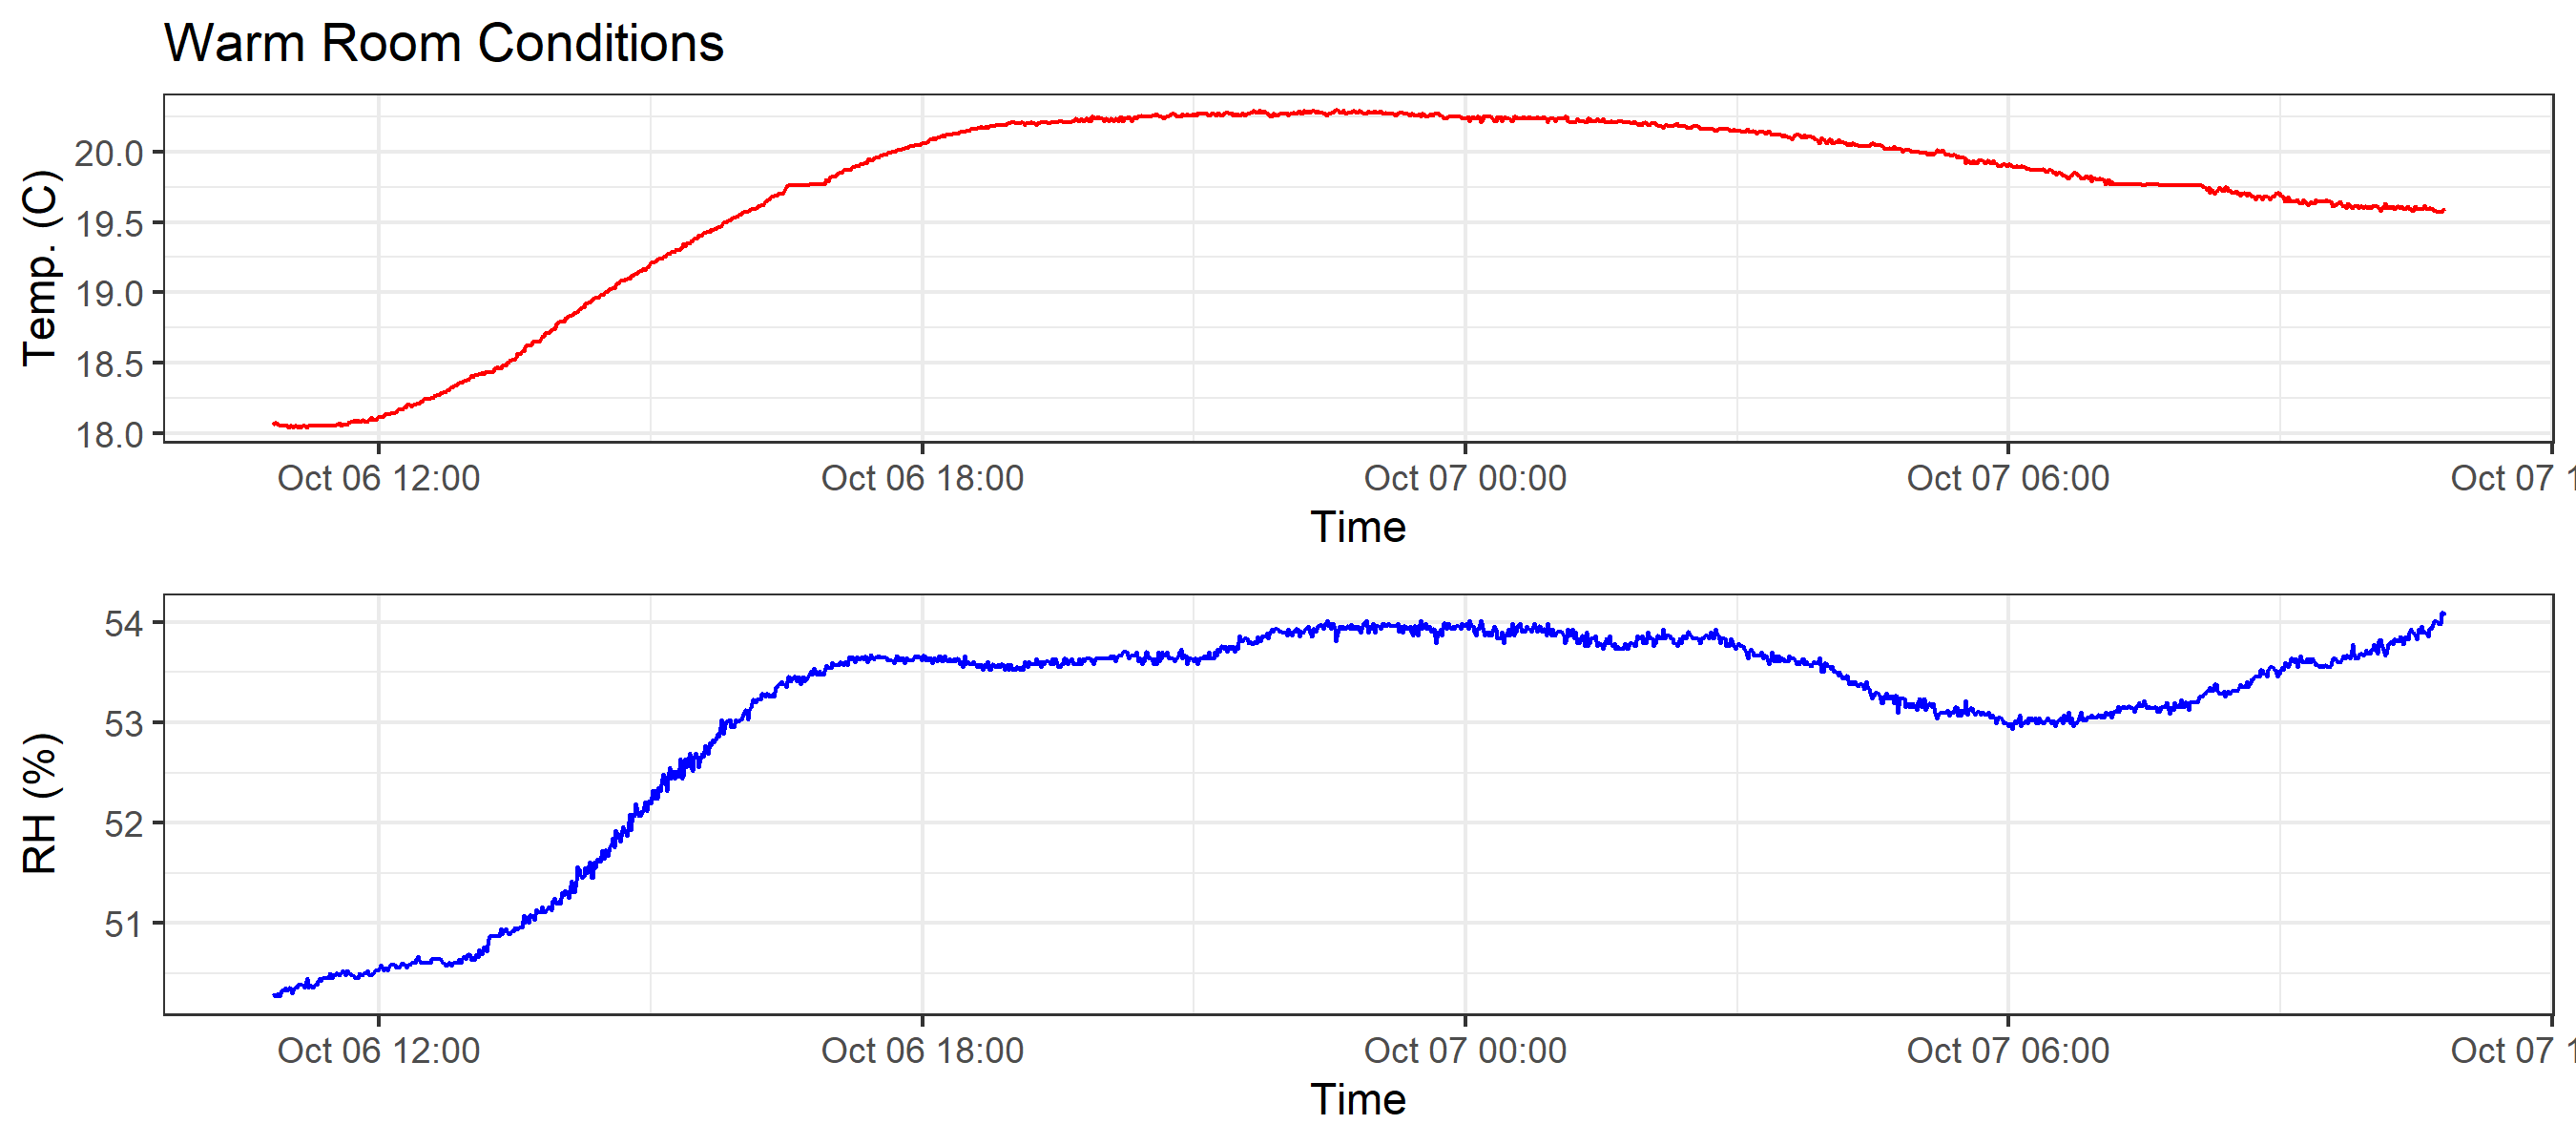 Warm Room Conditions
Temp. (C)
20.0
19.5
19.0
18.5
18.0
Oct 06 12:00 Oct 06 18:00 Oct 07 00:00 Oct 07 06:00 Oct 07 1
Time
RH (%)
54
53
52
51
Oct 06 12:00 Oct 06 18:00 Oct 07 00:00 Oct 07 06:00 Oct 07 1
Time